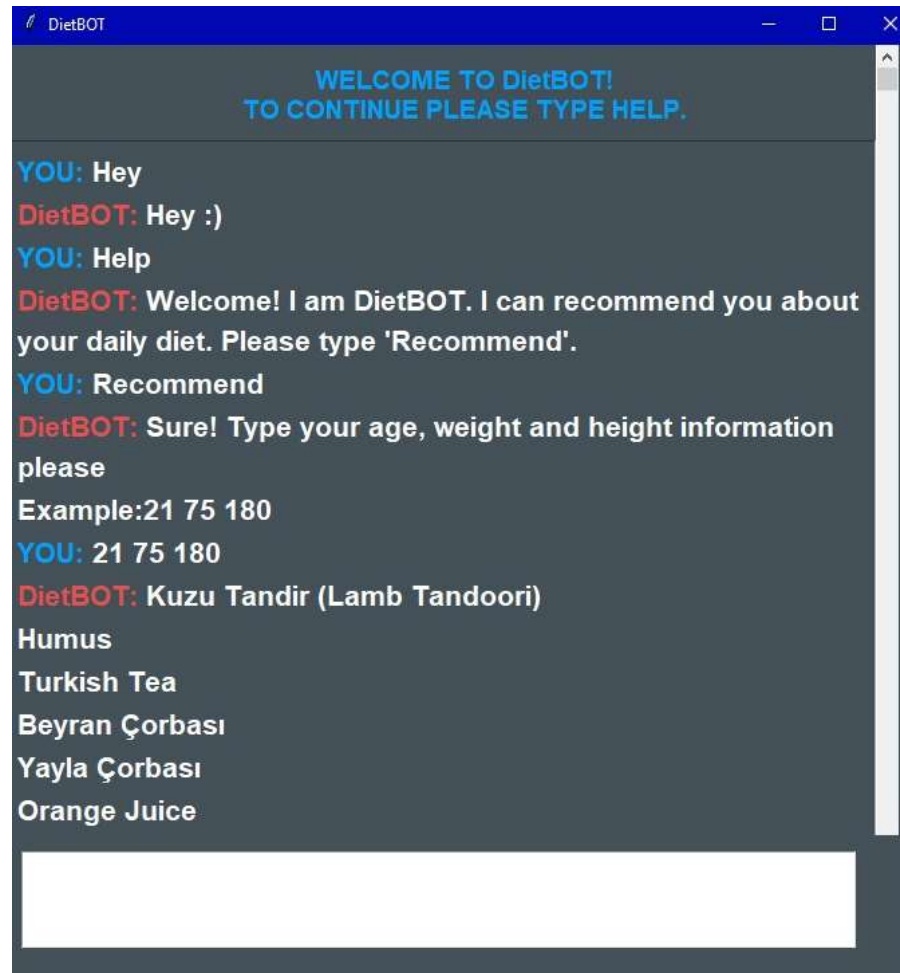 DietBOT
WELCOME TO DietBOT!
TO CONTINUE PLEASE TYPE HELP.
YOU: Hey
DietBOT: Hey :)
YOU: Help
DietBOT: Welcome! I am DietBOT. I can recommend you about
your daily diet. Please type 'Recommend'.
YOU: Recommend
DietBOT: Sure! Type your age, weight and height information
please
Example:21 75 180
YOU: 21 75 180
DietBOT: Kuzu Tandir (Lamb Tandoori)
Humus
Turkish Tea
Beyran Çorbası
Yayla Çorbası
Orange Juice